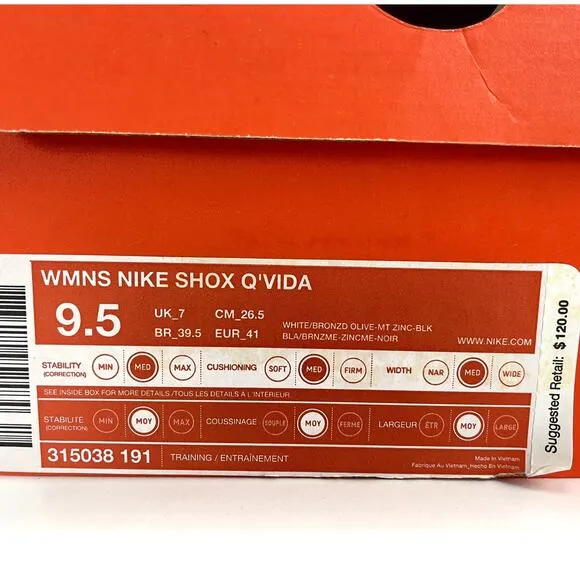 WMNS NIKE SHOX Q'VIDA
9.5
UK_7 CM_26.5
BR_39.5 EUR_41
WHITE/BRONZD OLIVE-MT ZINC-BLK
BLA/BRNZME-ZINCME-NOIR
WWW.NIKE.COM
STABILITY (CORRECTION) MIN MED MAX CUSHIONING SOFT MED FIRM WIDTH NAR MED WIDE
SEE INSIDE BOX FOR MORE DETAILS /TOUS LES DETAILS À L'INTERIEUR.
STABILITE (CORRECTION) MIN MOY MAX COUSSINAGE SOUPLE MOY FERME LARGEUR ÉTR MOY LARGE
315038 191 TRAINING / ENTRAÎNEMENT
Made In Vietnam
Fabrique Au Vietnam_Hecho En Vietnam
Suggested Retail: $120.00